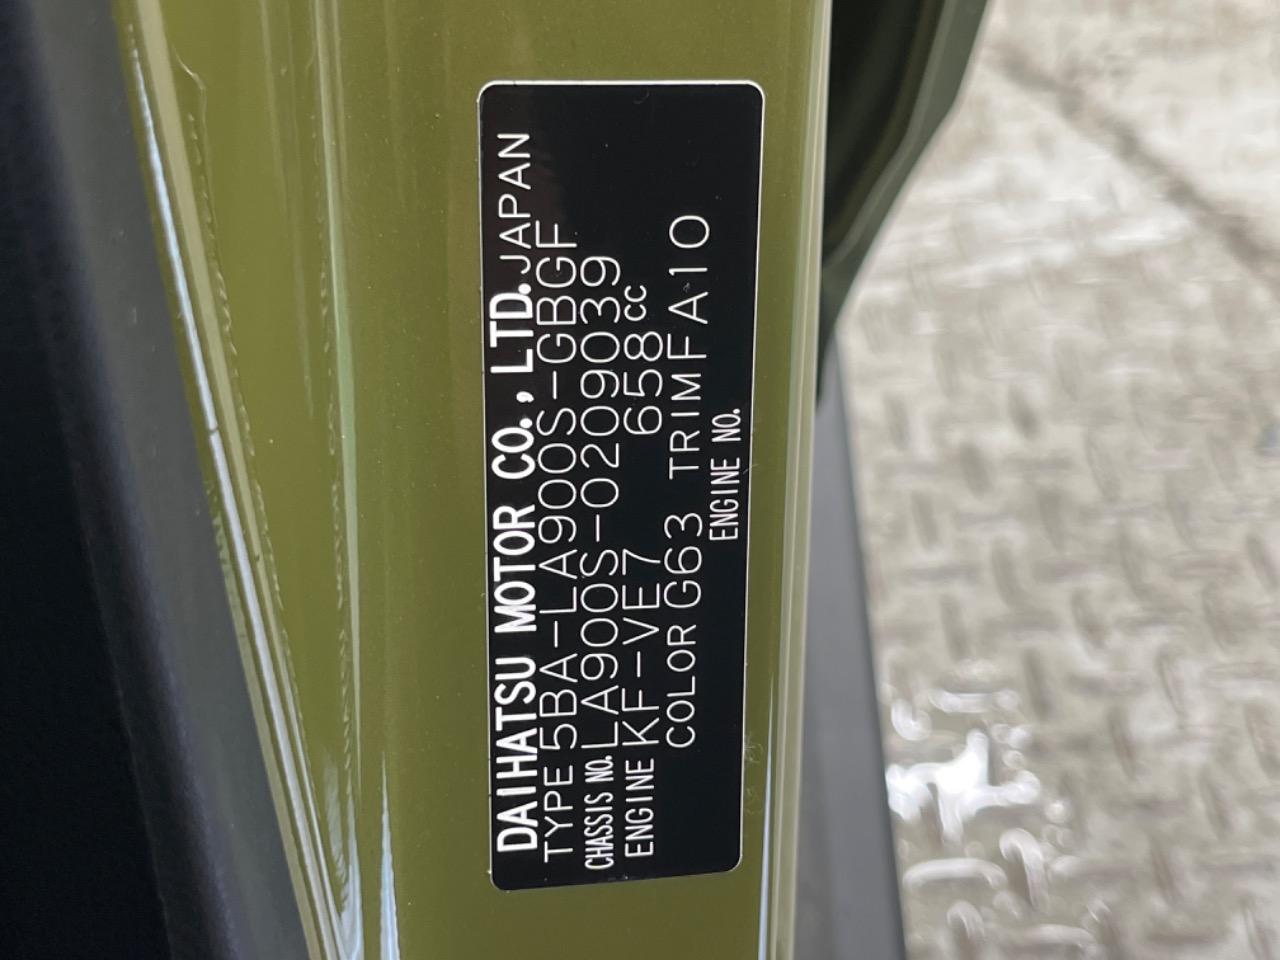 DAIHATSU MOTOR CO., LTD. JAPAN
TYPE 5BA-LA900S-GBGF
CHASSIS NO. LA900S-0209039
ENGINE KF-VE7 658cc
COLOR G63 TRIM FA10
ENGINE NO.